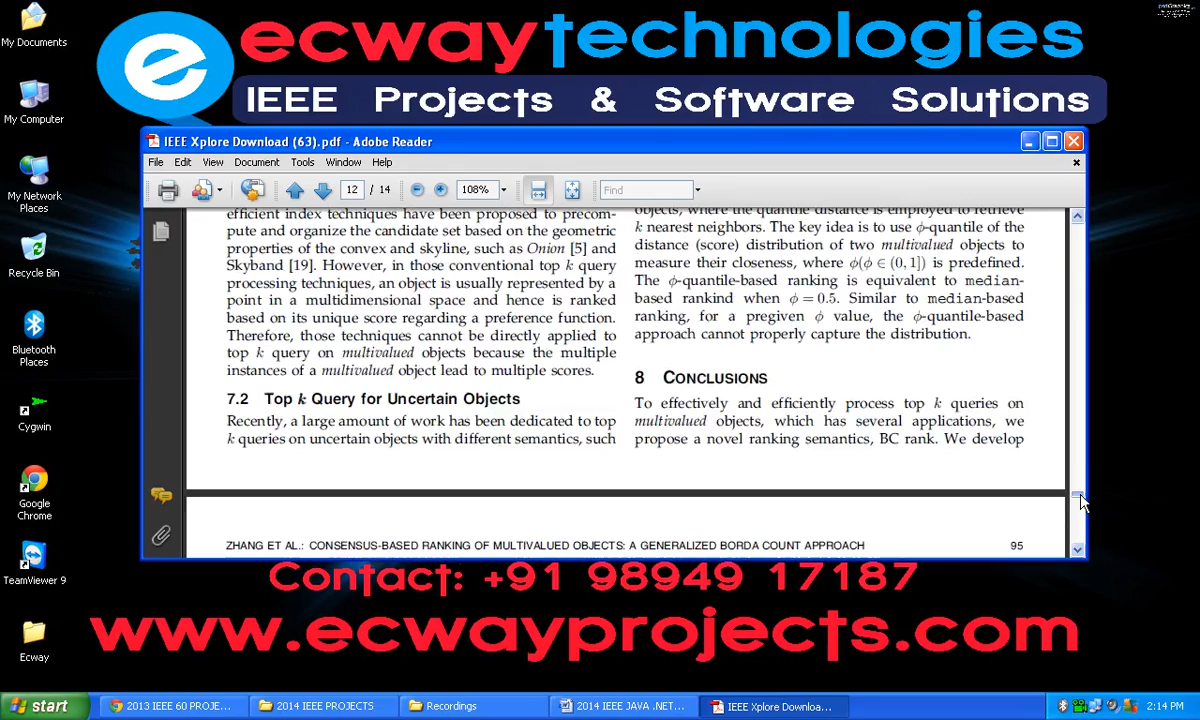 ecwaytechnologies
IEEE Projects & Software Solutions
My Documents
My Computer
My Network
Places
Recycle Bin
Bluetooth
Places
Cygwin
Google
Chrome
TeamViewer 9
Ecway
IEEE Xplore Download (63).pdf - Adobe Reader
File Edit View Document Tools Window Help
12 / 14 108% Find
efficient index techniques have been proposed to precom-
pute and organize the candidate set based on the geometric
properties of the convex and skyline, such as Onion [5] and
Skyband [19]. However, in those conventional top k query
processing techniques, an object is usually represented by a
point in a multidimensional space and hence is ranked
based on its unique score regarding a preference function.
Therefore, those techniques cannot be directly applied to
top k query on multivalued objects because the multiple
instances of a multivalued object lead to multiple scores.
7.2 Top k Query for Uncertain Objects
Recently, a large amount of work has been dedicated to top
k queries on uncertain objects with different semantics, such
objects, where the quantile distance is employed to retrieve
k nearest neighbors. The key idea is to use ϕ-quantile of the
distance (score) distribution of two multivalued objects to
measure their closeness, where ϕ(ϕ ∈ (0,1]) is predefined.
The ϕ-quantile-based ranking is equivalent to median-
based rankind when ϕ = 0.5. Similar to median-based
ranking, for a pregiven ϕ value, the ϕ-quantile-based
approach cannot properly capture the distribution.
8 CONCLUSIONS
To effectively and efficiently process top k queries on
multivalued objects, which has several applications, we
propose a novel ranking semantics, BC rank. We develop
ZHANG ET AL.: CONSENSUS-BASED RANKING OF MULTIVALUED OBJECTS: A GENERALIZED BORDA COUNT APPROACH 95
Contact: +91 98949 17187
www.ecwayprojects.com
start
2013 IEEE 60 PROJE...
2014 IEEE PROJECTS
Recordings
2014 IEEE JAVA .NET...
IEEE Xplore Downloa...
2:14 PM